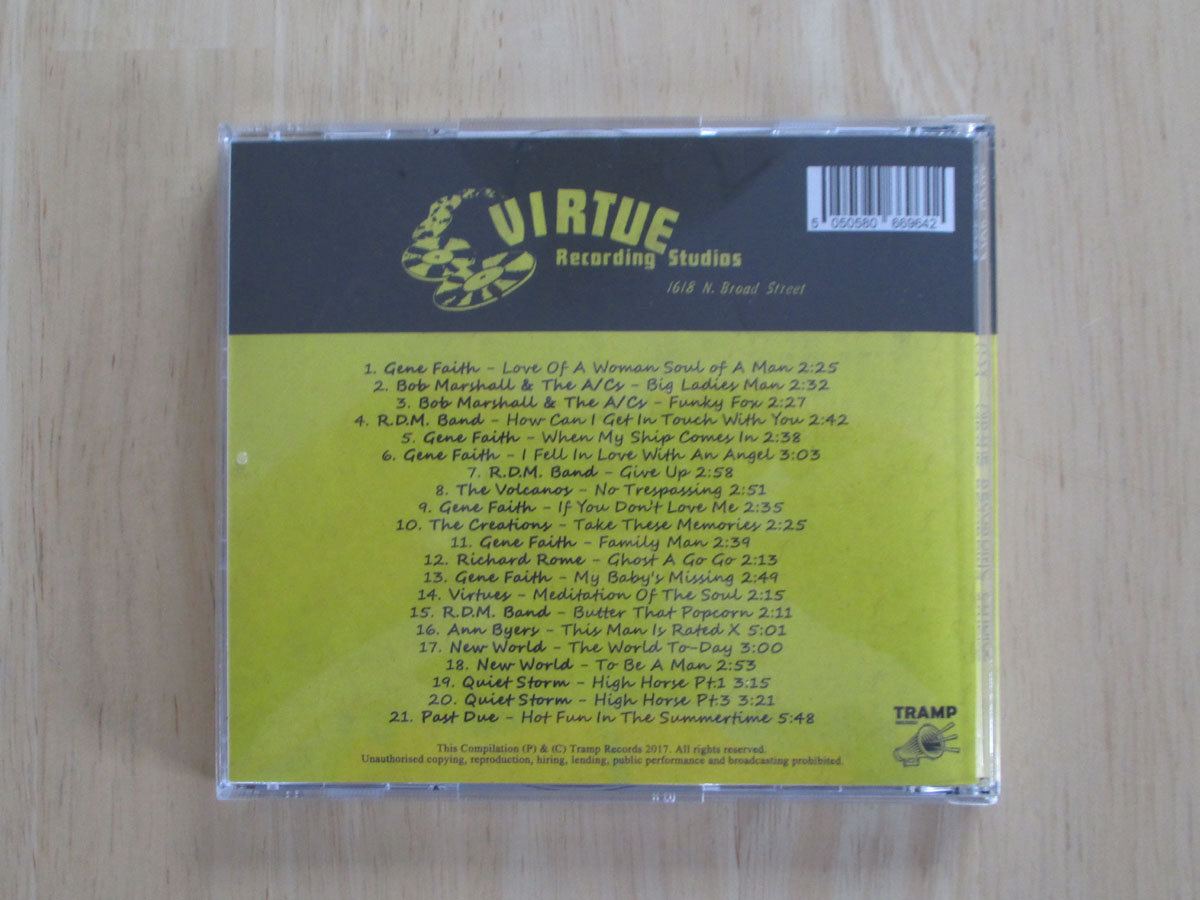 VIRTUE
Recording Studios
1618 N. Broad Street
5 050580 669642
1. Gene Faith - Love Of A Woman Soul of A Man 2:25
2. Bob Marshall & The A/Cs - Big Ladies Man 2:32
3. Bob Marshall & The A/Cs - Funky Fox 2:27
4. R.D.M. Band - How Can I Get In Touch With You 2:42
5. Gene Faith - When My Ship Comes In 2:38
6. Gene Faith - I Fell In Love With An Angel 3:03
7. R.D.M. Band - Give Up 2:58
8. The Volcanos - No Trespassing 2:51
9. Gene Faith - If You Don't Love Me 2:35
10. The Creations - Take These Memories 2:25
11. Gene Faith - Family Man 2:39
12. Richard Rome - Ghost A Go Go 2:13
13. Gene Faith - My Baby's Missing 2:49
14. Virtues - Meditation Of The Soul 2:15
15. R.D.M. Band - Butter That Popcorn 2:11
16. Ann Byers - This Man Is Rated X 5:01
17. New World - The World To-Day 3:00
18. New World - To Be A Man 2:53
19. Quiet Storm - High Horse Pt.1 3:15
20. Quiet Storm - High Horse Pt.3 3:21
21. Past Due - Hot Fun In The Summertime 5:48
TRAMP
RECORDS
This Compilation (P) & (C) Tramp Records 2017. All rights reserved.
Unauthorised copying, reproduction, hiring, lending, public performance and broadcasting prohibited.